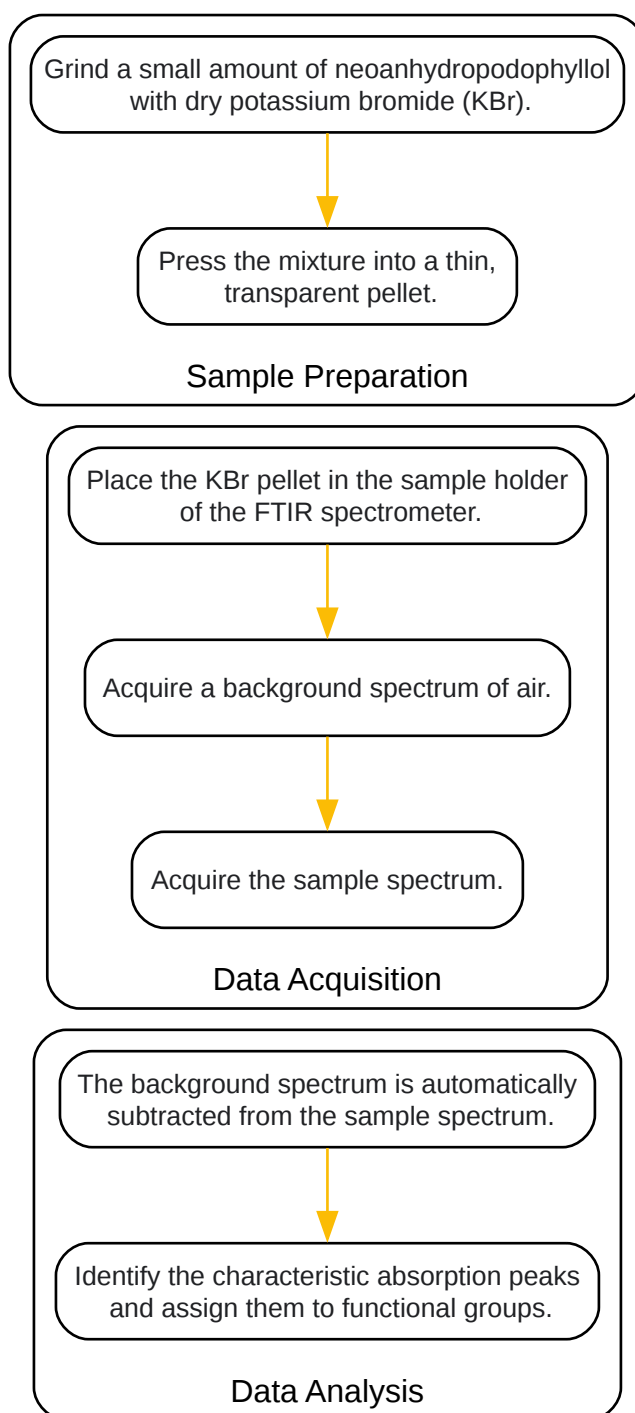 Grind a small amount of neoanhydropodophyllol
with dry potassium bromide (KBr).
Press the mixture into a thin,
transparent pellet.
Sample Preparation
Place the KBr pellet in the sample holder
of the FTIR spectrometer.
Acquire a background spectrum of air.
Acquire the sample spectrum.
Data Acquisition
The background spectrum is automatically
subtracted from the sample spectrum.
Identify the characteristic absorption peaks
and assign them to functional groups.
Data Analysis